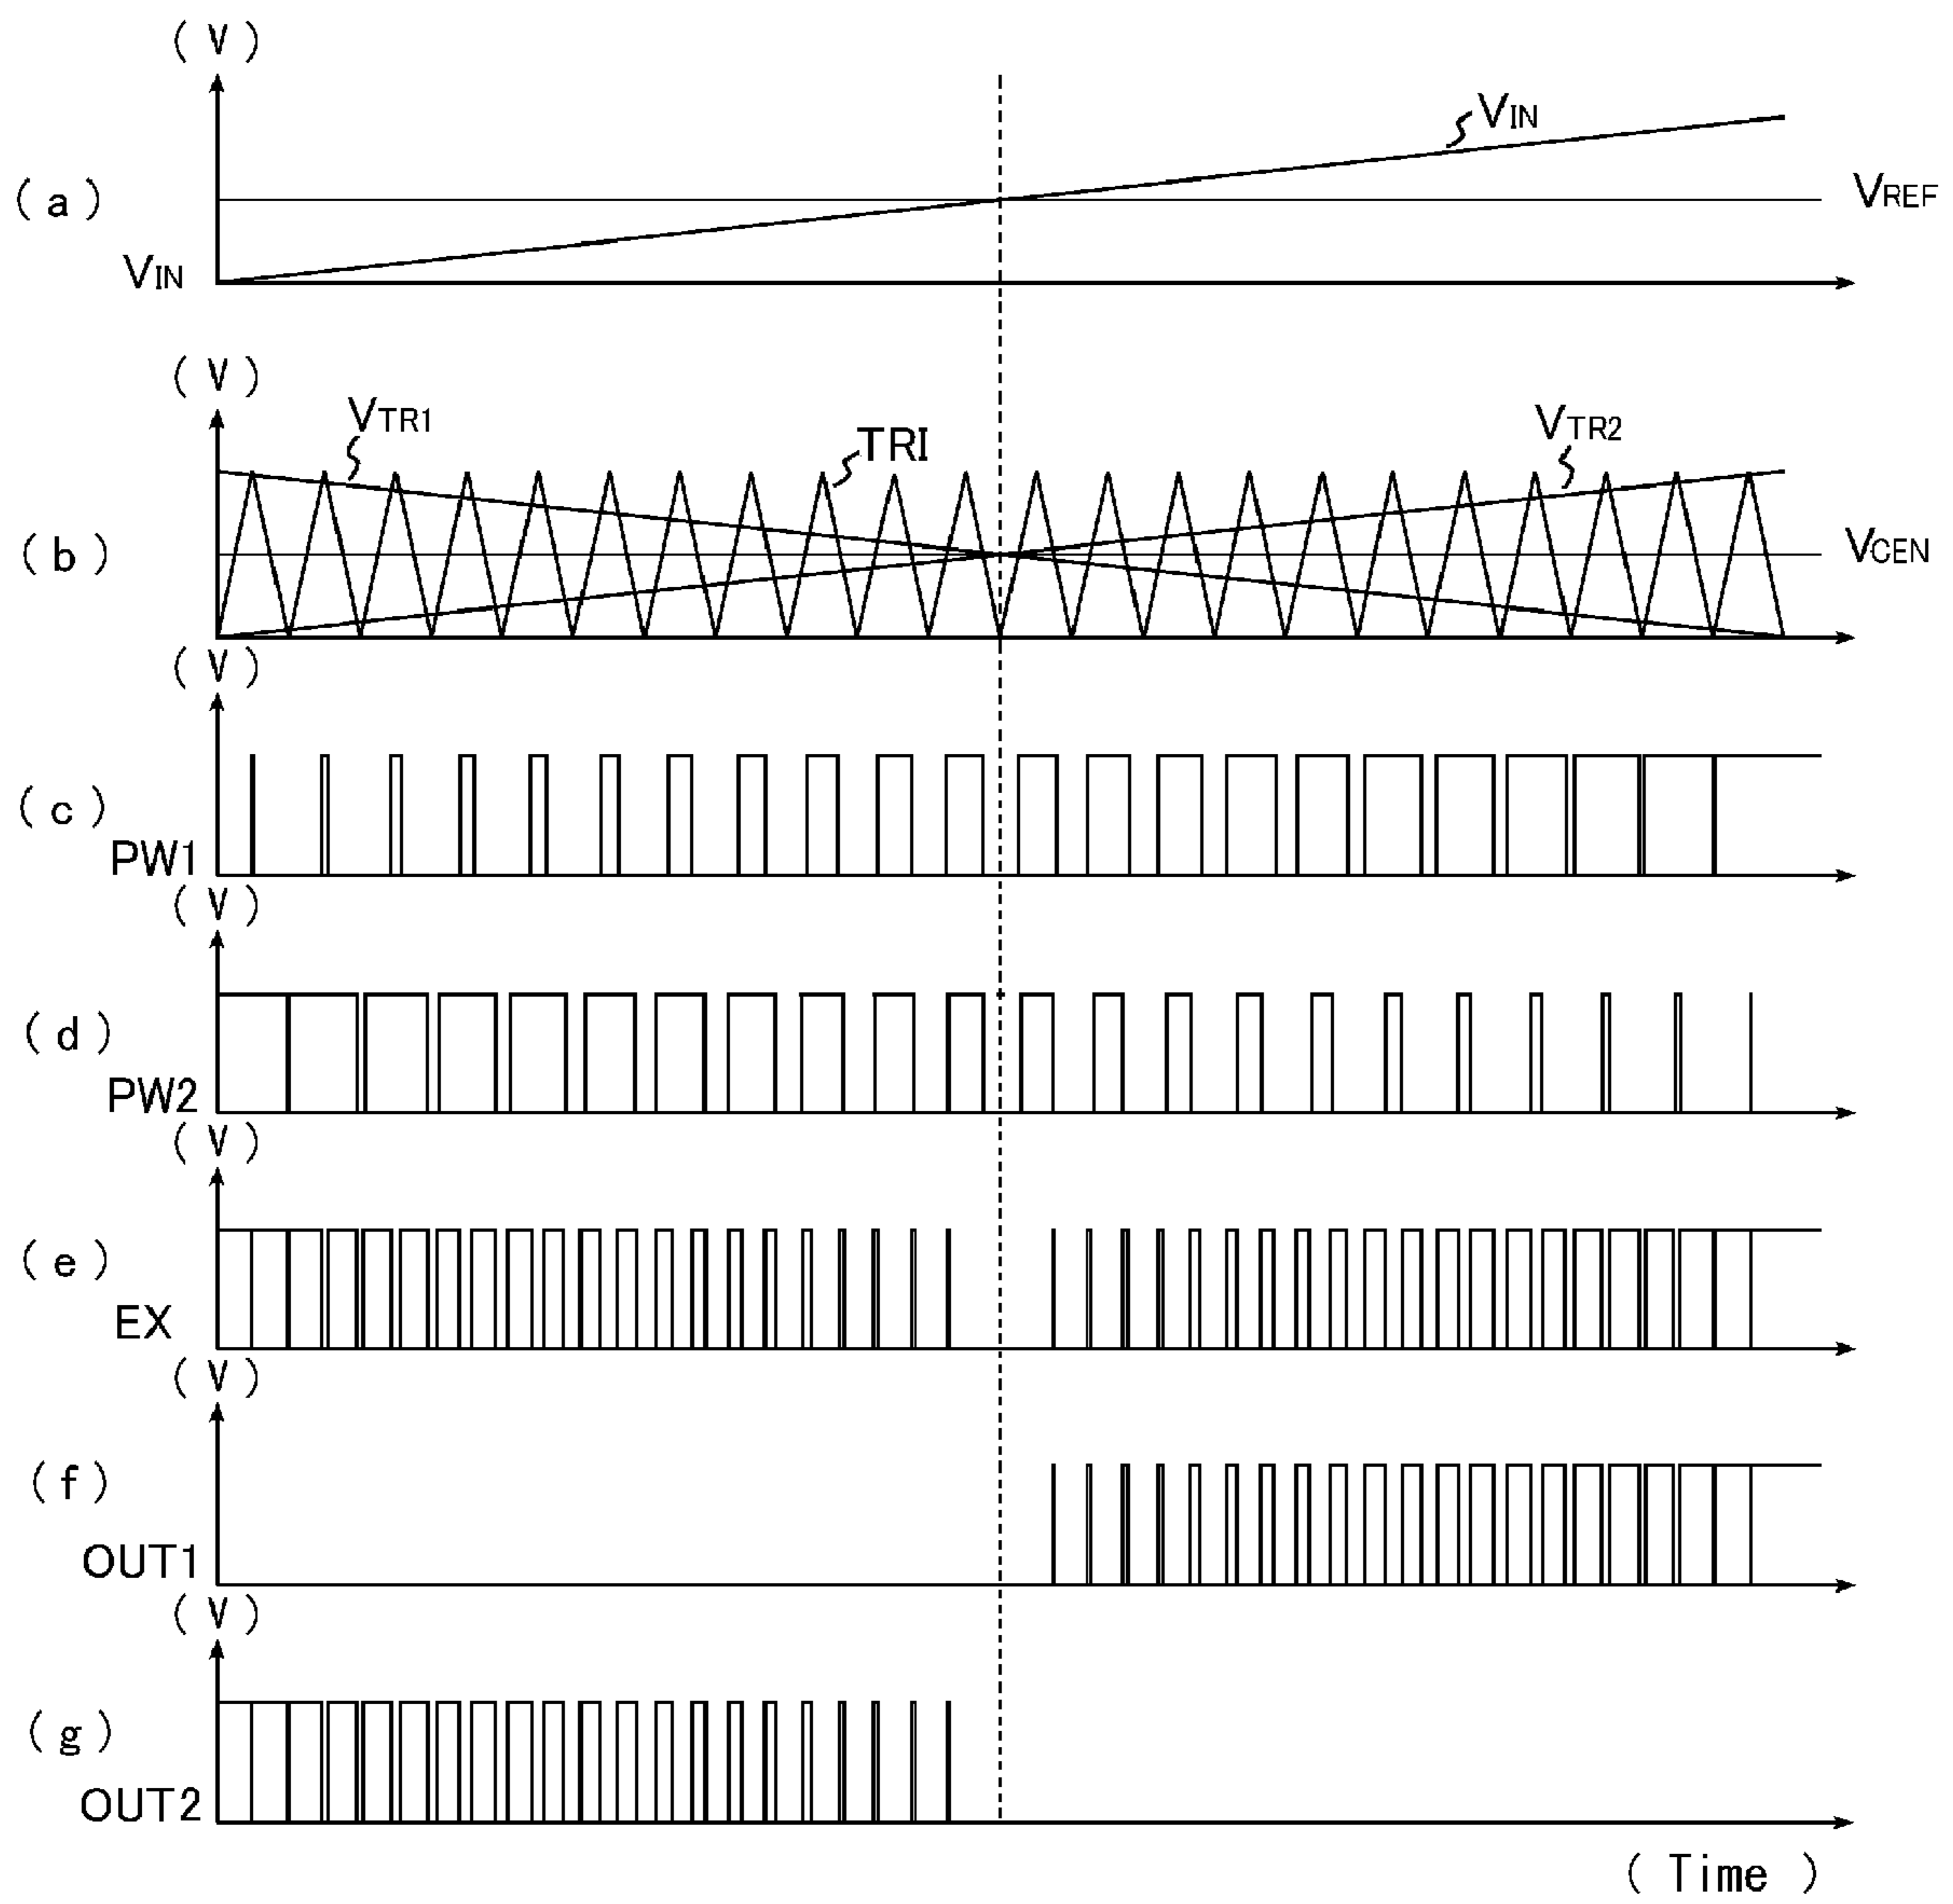 ( V )
VIN
( a )
VREF
VIN
( V )
VTR1
TRI
VTR2
( b )
VCEN
( V )
( c )
PW1
( V )
( d )
PW2
( V )
( e )
EX
( V )
( f )
OUT1
( V )
( g )
OUT2
( Time )